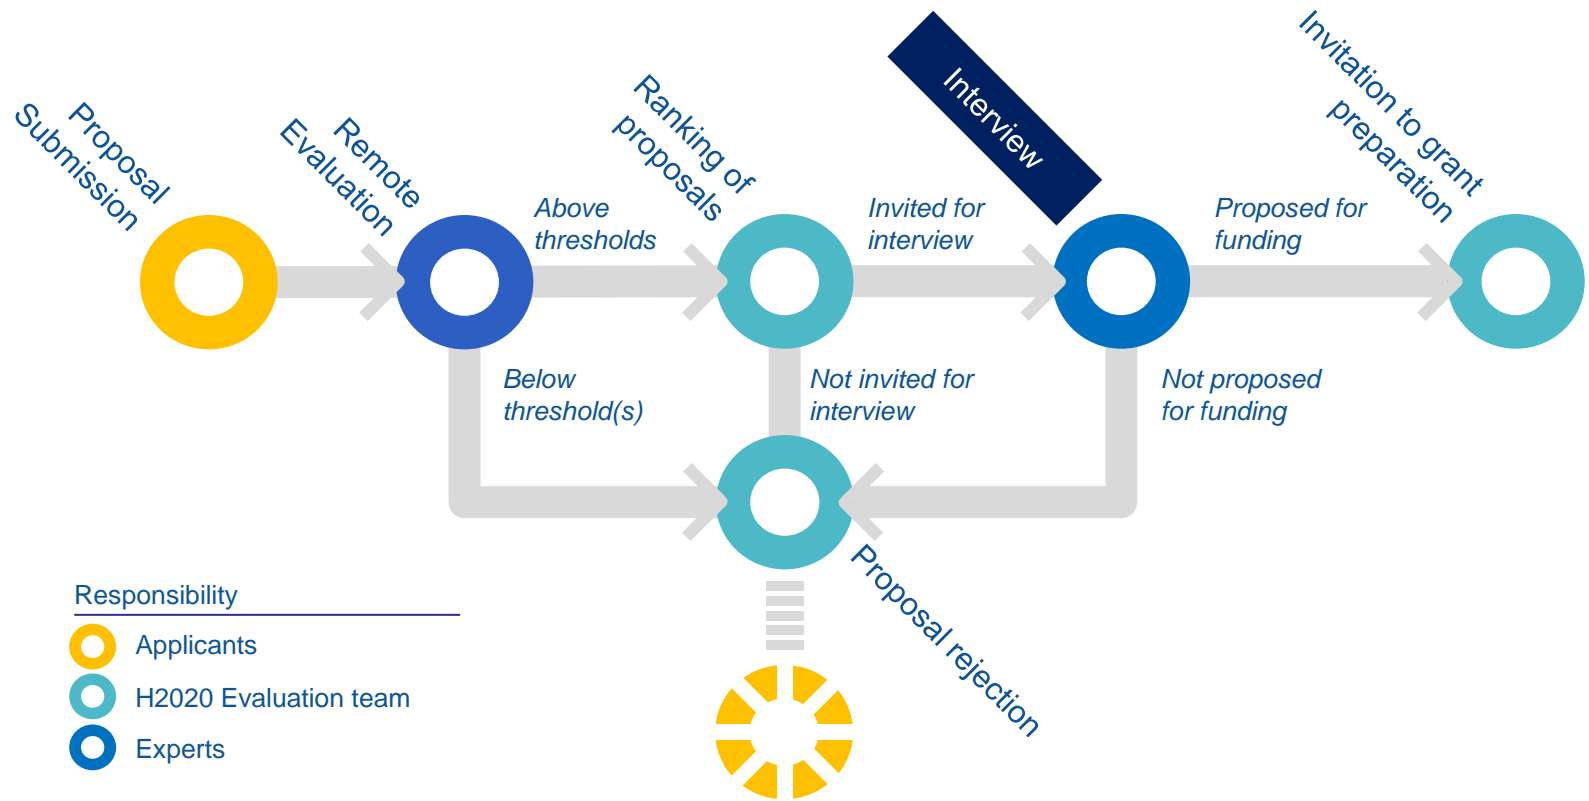 Proposal
Submission
Remote
Evaluation
Above
thresholds
Ranking of
proposals
Invited for
interview
Interview
Proposed for
funding
Invitation to grant
preparation
Below
threshold(s)
Not invited for
interview
Not proposed
for funding
Proposal rejection
Responsibility
Applicants
H2020 Evaluation team
Experts